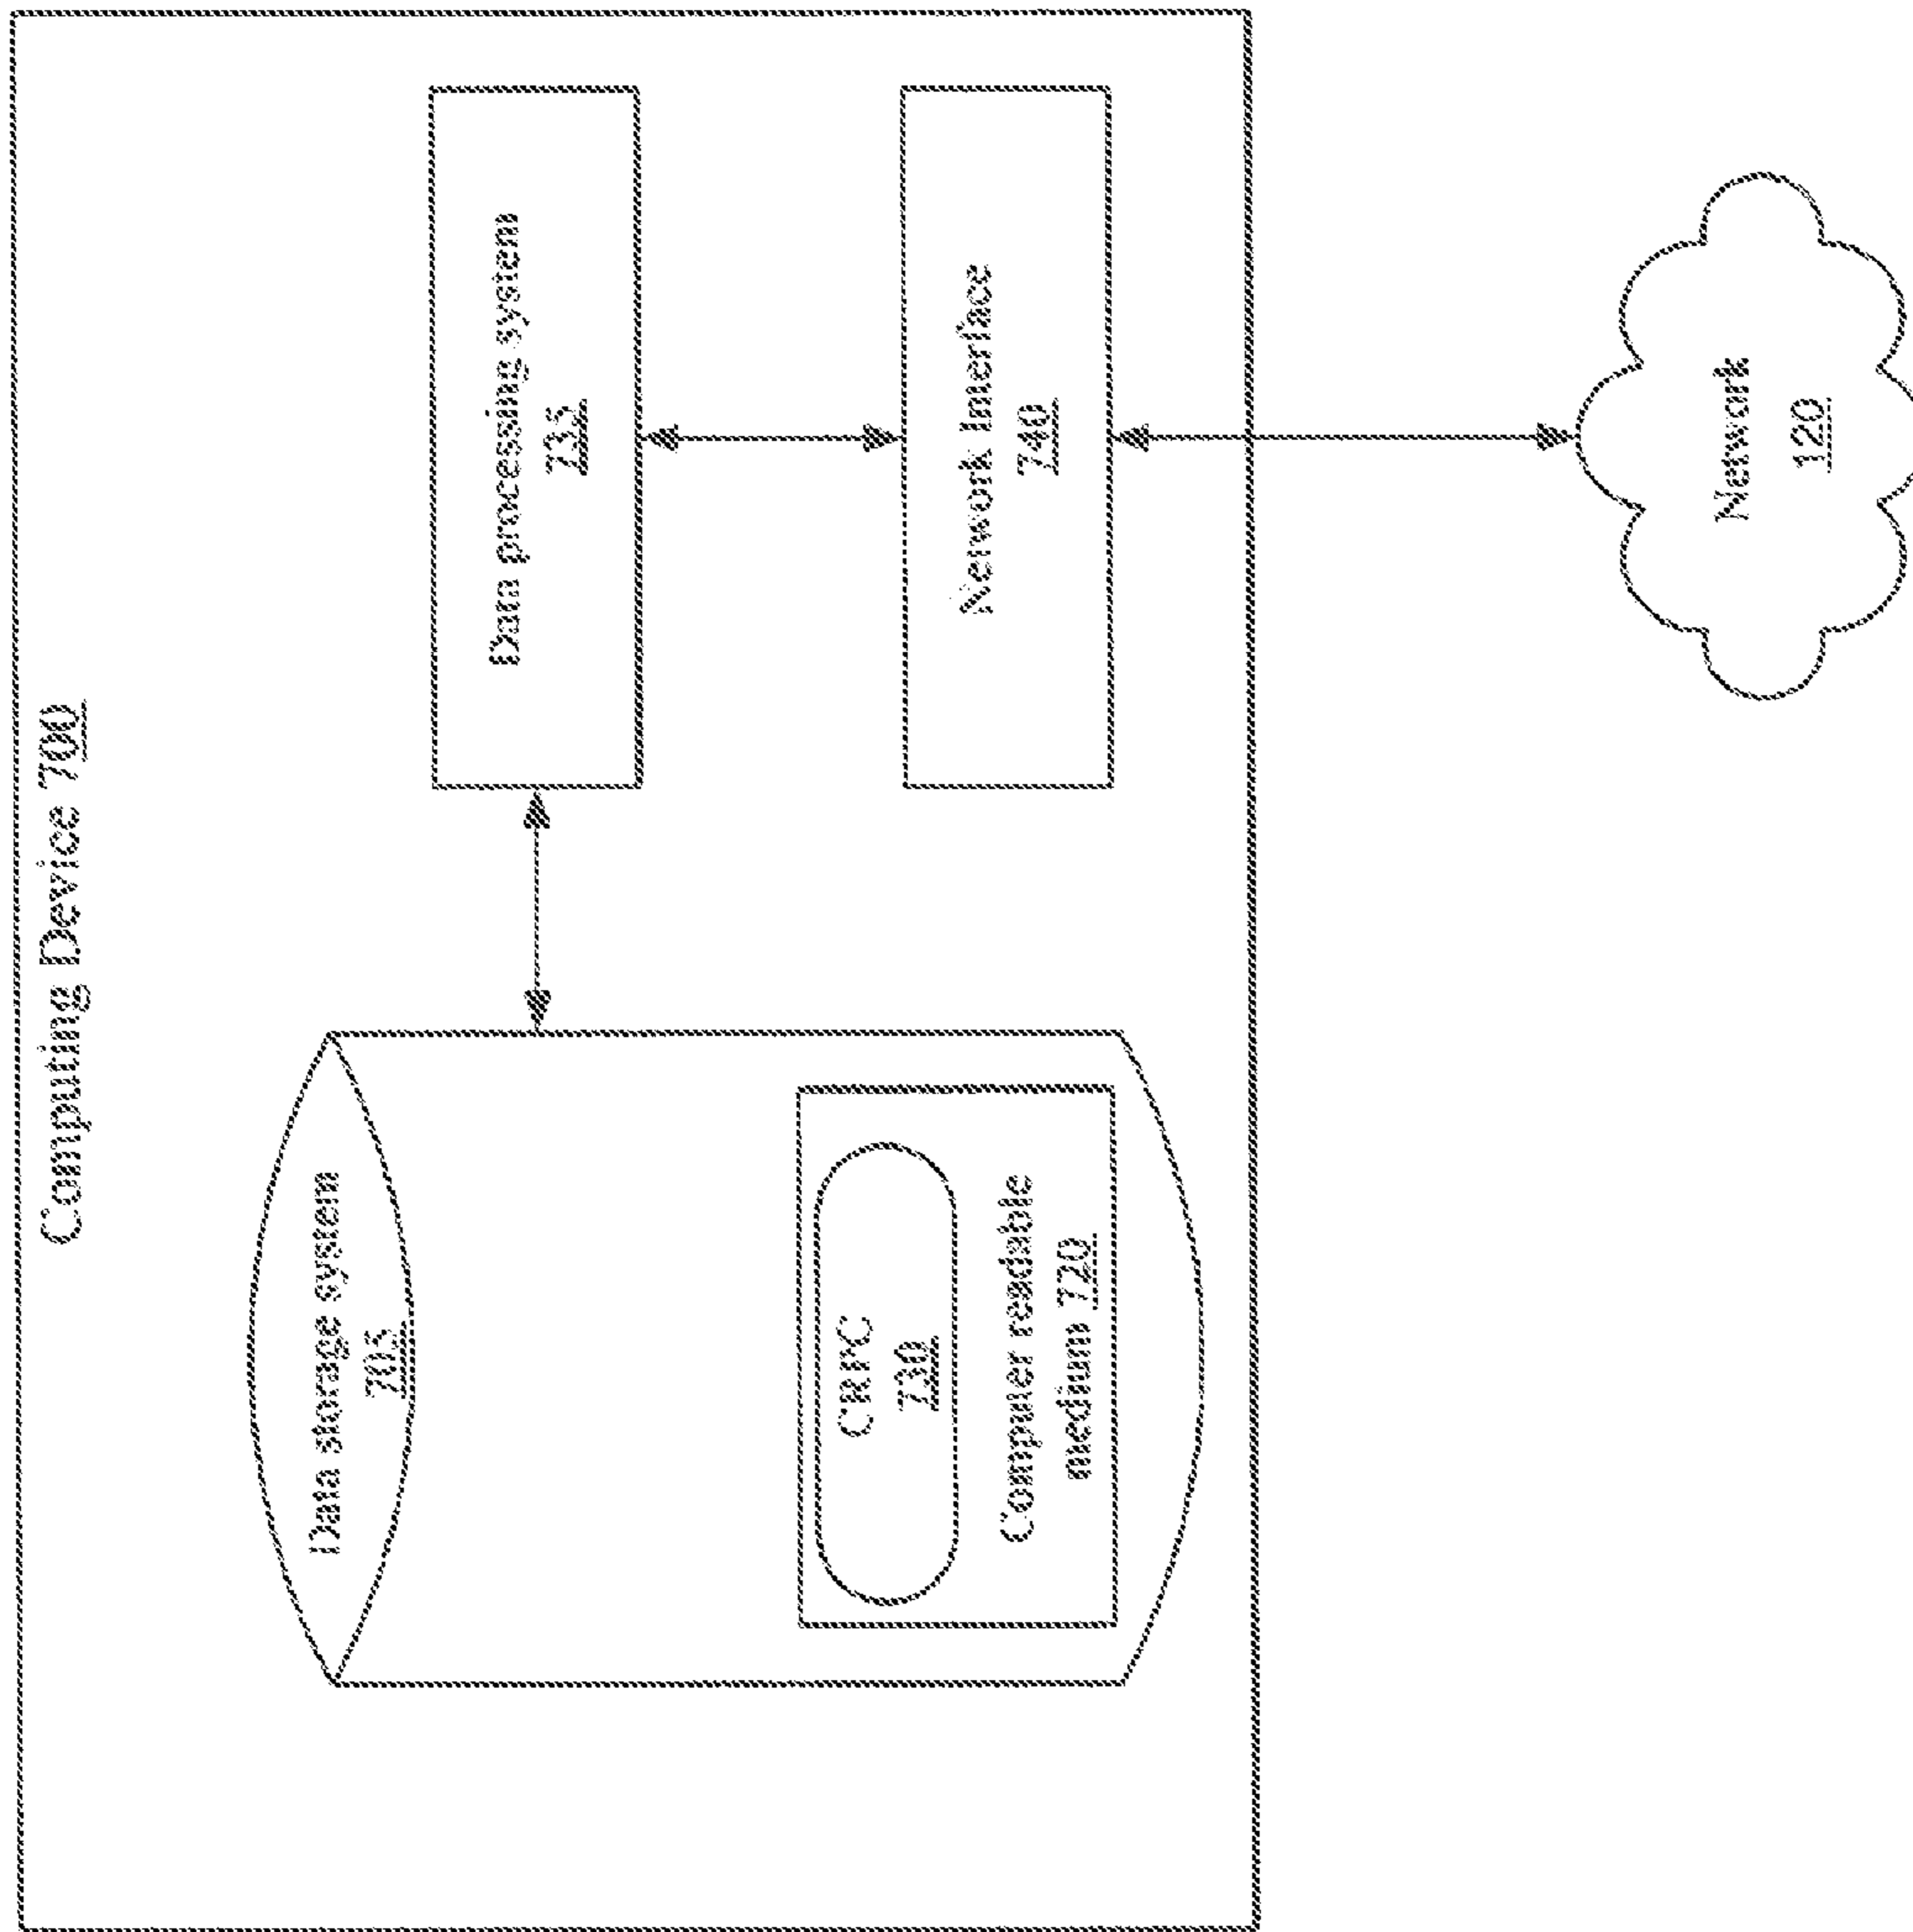 Computing Device 700
Data storage system
705
CRPC
730
Computer readable
medium 720
Data processing system
735
Network Interface
740
Network
120